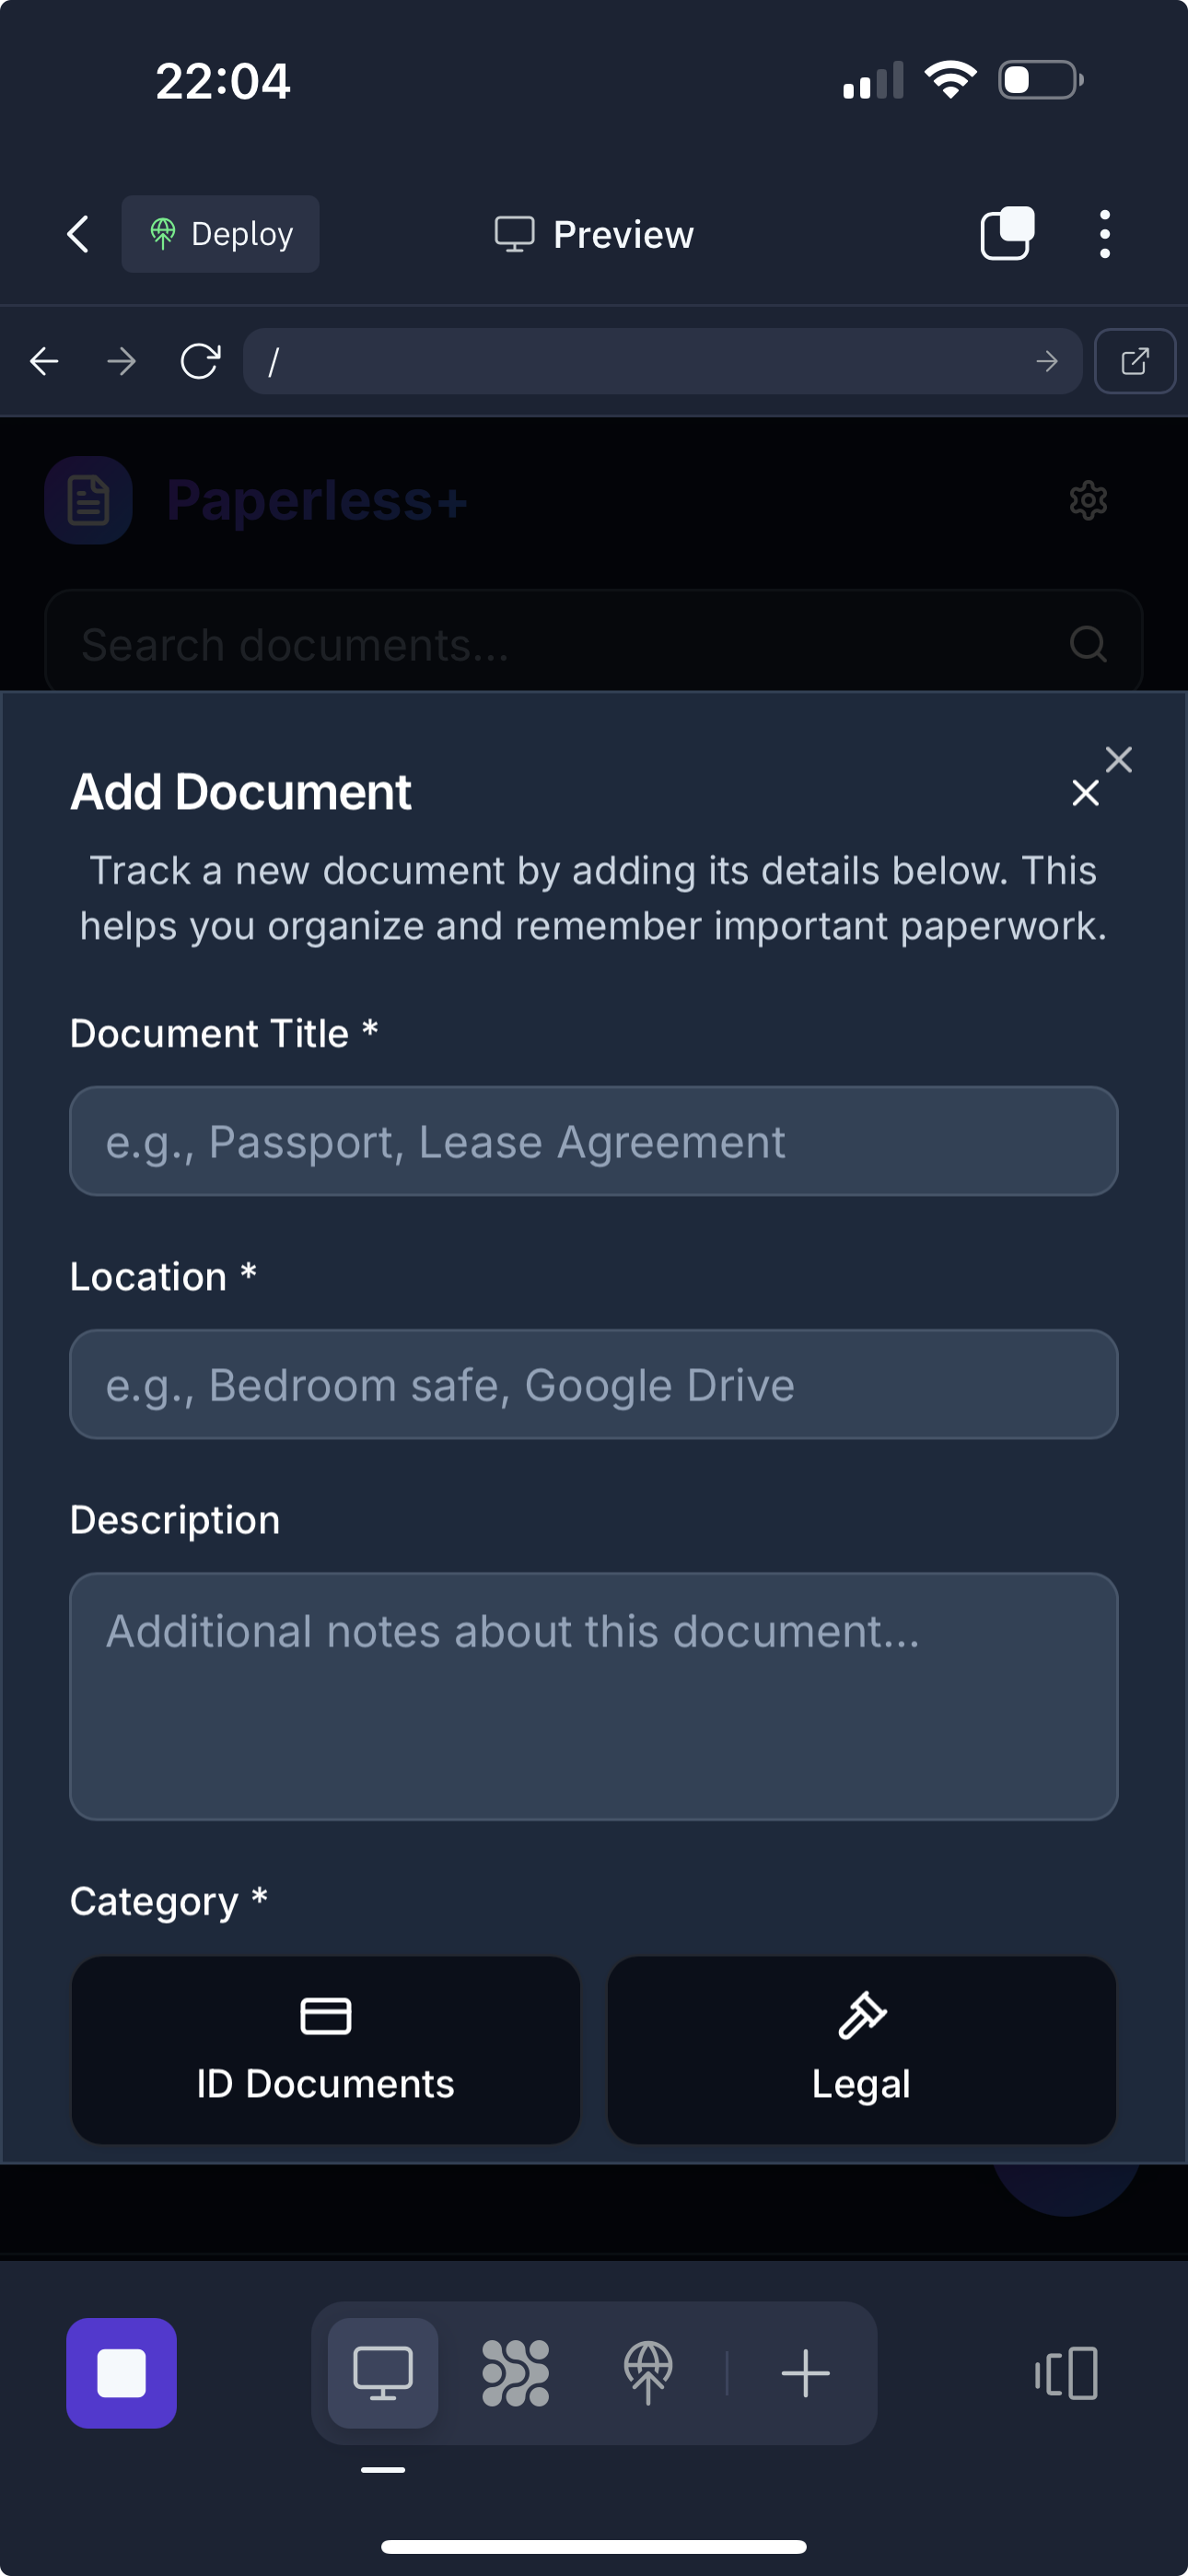 22:04
Deploy
Preview
/
Paperless+
Search documents...
Add Document
Track a new document by adding its details below. This
helps you organize and remember important paperwork.
Document Title *
e.g., Passport, Lease Agreement
Location *
e.g., Bedroom safe, Google Drive
Description
Additional notes about this document...
Category *
ID Documents
Legal